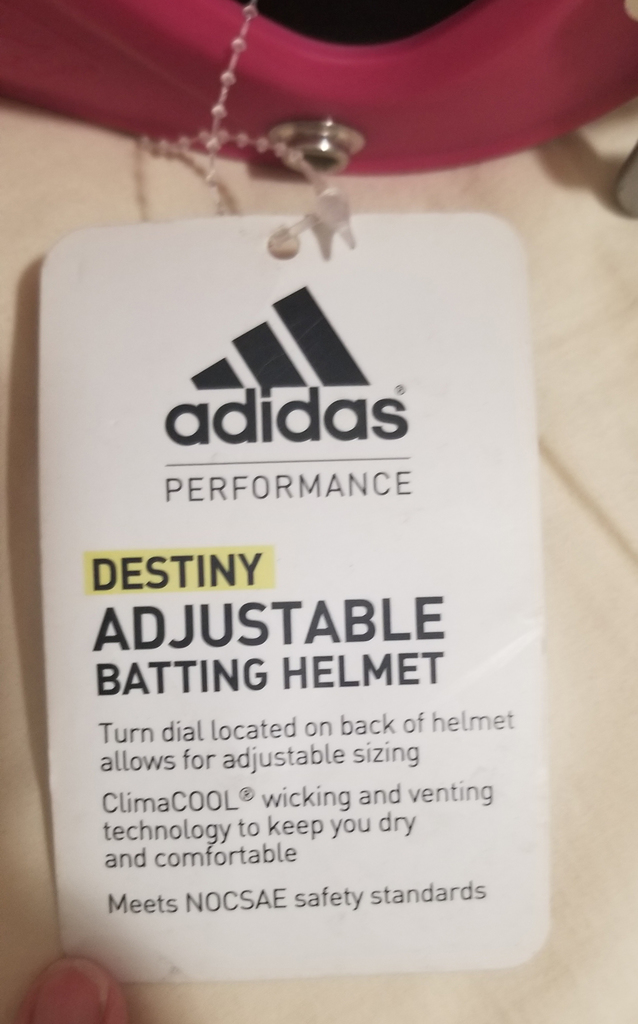 adidas®
PERFORMANCE
DESTINY
ADJUSTABLE
BATTING HELMET
Turn dial located on back of helmet
allows for adjustable sizing
ClimaCOOL® wicking and venting
technology to keep you dry
and comfortable
Meets NOCSAE safety standards